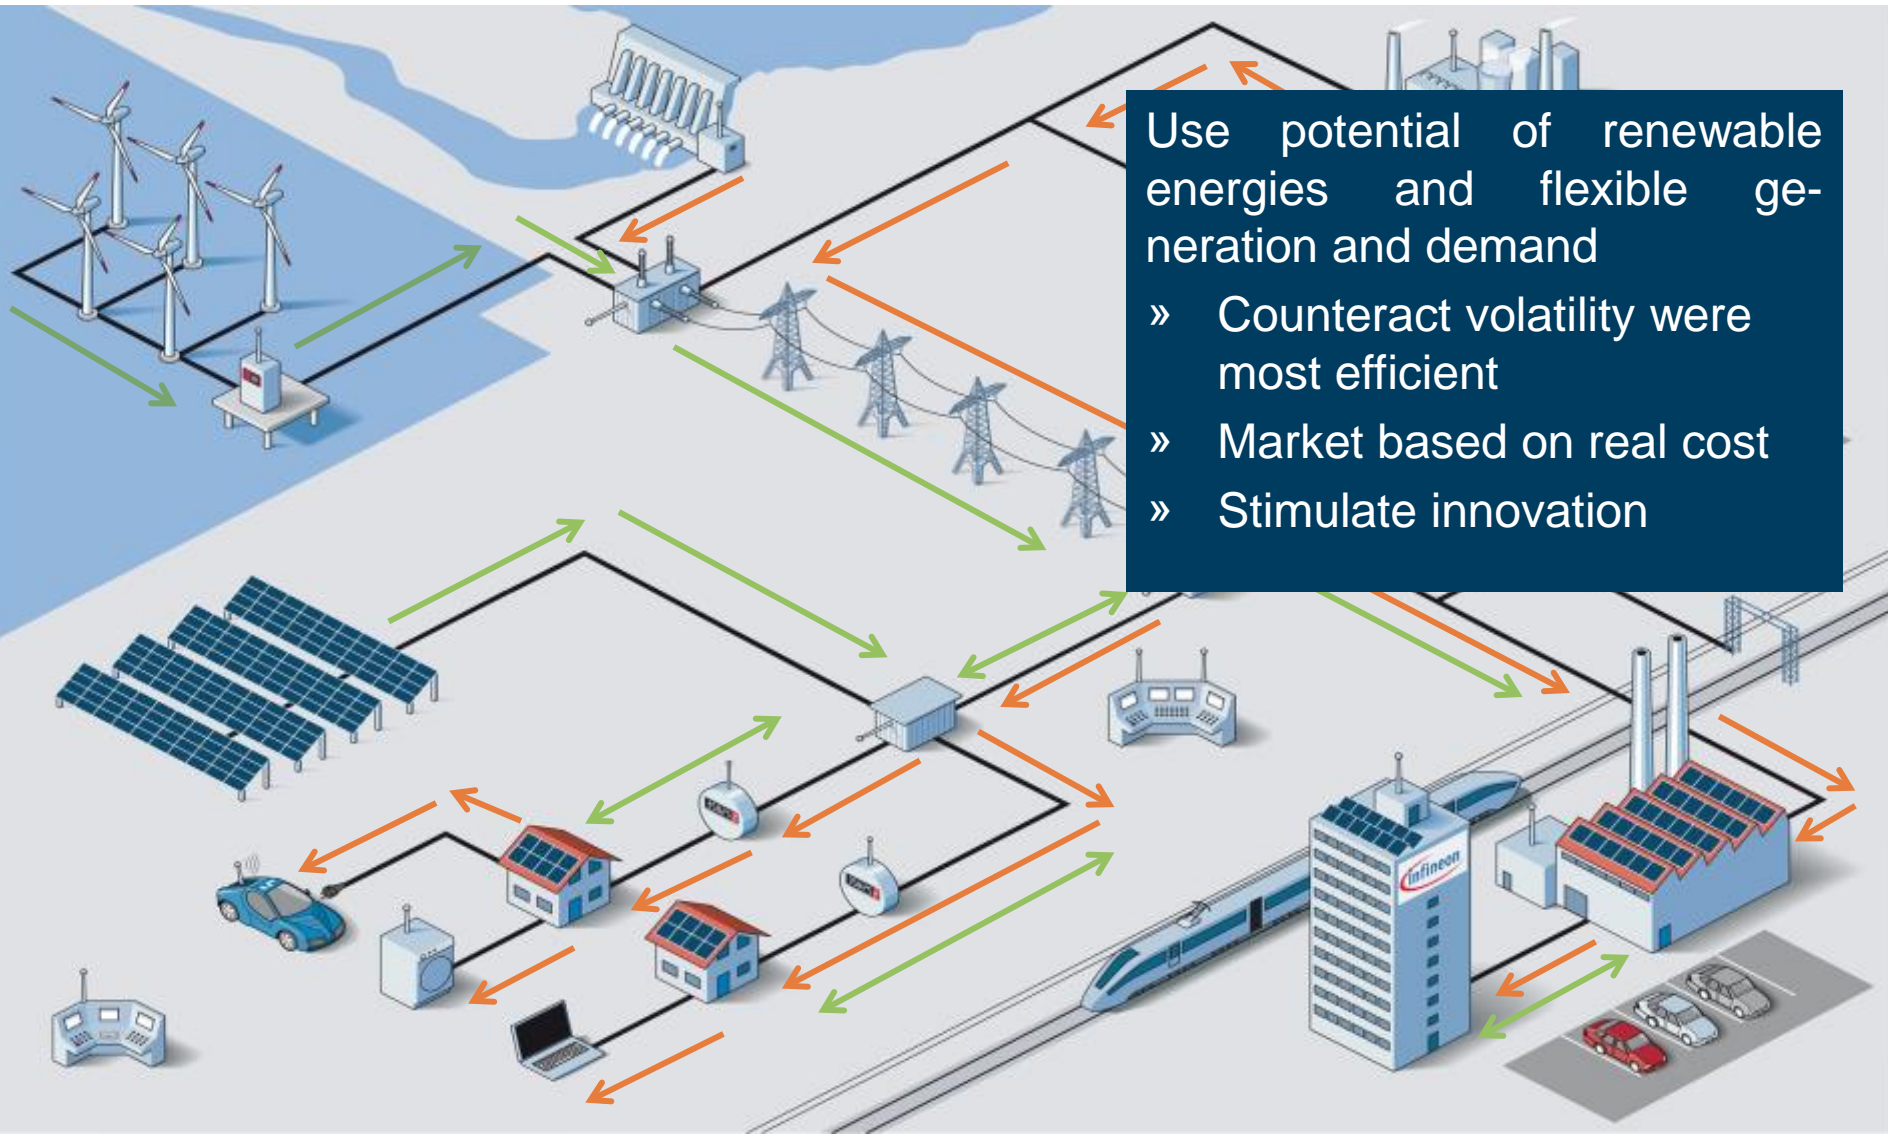 Use potential of renewable
energies and flexible ge-
neration and demand
» Counteract volatility were
most efficient
» Market based on real cost
» Stimulate innovation
infineon